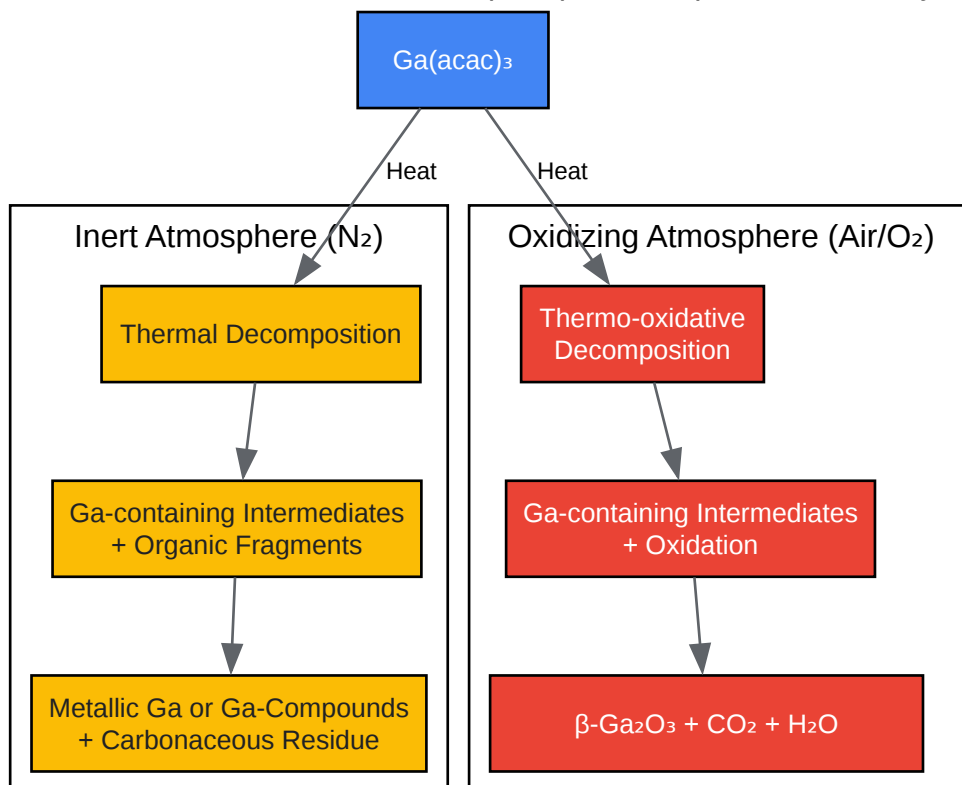 Ga(acac)₃
Heat
Heat
Inert Atmosphere (N₂)
Thermal Decomposition
Ga-containing Intermediates
+ Organic Fragments
Metallic Ga or Ga-Compounds
+ Carbonaceous Residue
Oxidizing Atmosphere (Air/O₂)
Thermo-oxidative
Decomposition
Ga-containing Intermediates
+ Oxidation
β-Ga₂O₃ + CO₂ + H₂O